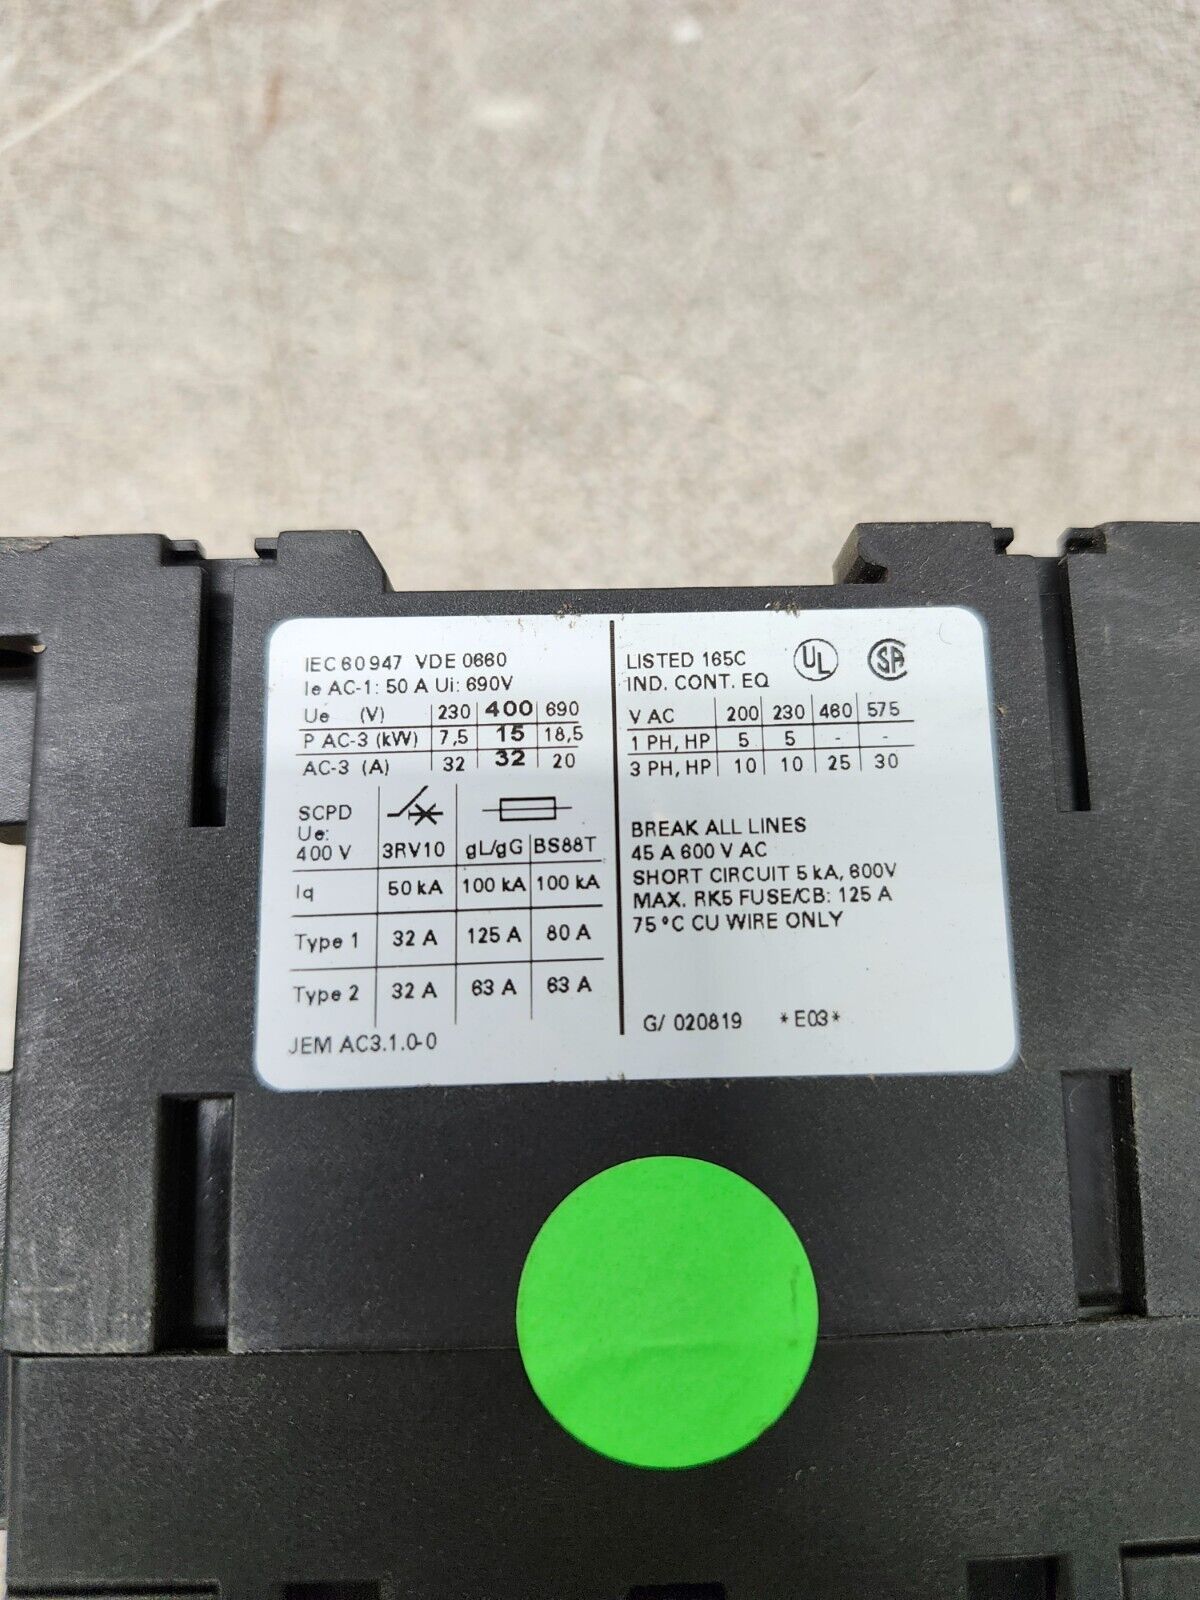 IEC 60947 VDE 0660
Ie AC-1: 50 A Ui: 690V
Ue (V) 230 400 690
P AC-3 (kW) 7,5 15 18,5
AC-3 (A) 32 32 20
SCPD
Ue:
400 V 3RV10 gL/gG BS88T
Iq 50 kA 100 kA 100 kA
Type 1 32 A 125 A 80 A
Type 2 32 A 63 A 63 A
JEM AC3.1.0-0
LISTED 165C UL SA
IND. CONT. EQ
V AC 200 230 460 575
1 PH, HP 5 5 - -
3 PH, HP 10 10 25 30
BREAK ALL LINES
45 A 600 V AC
SHORT CIRCUIT 5 kA, 600V
MAX. RK5 FUSE/CB: 125 A
75 °C CU WIRE ONLY
G/ 020819 *E03*